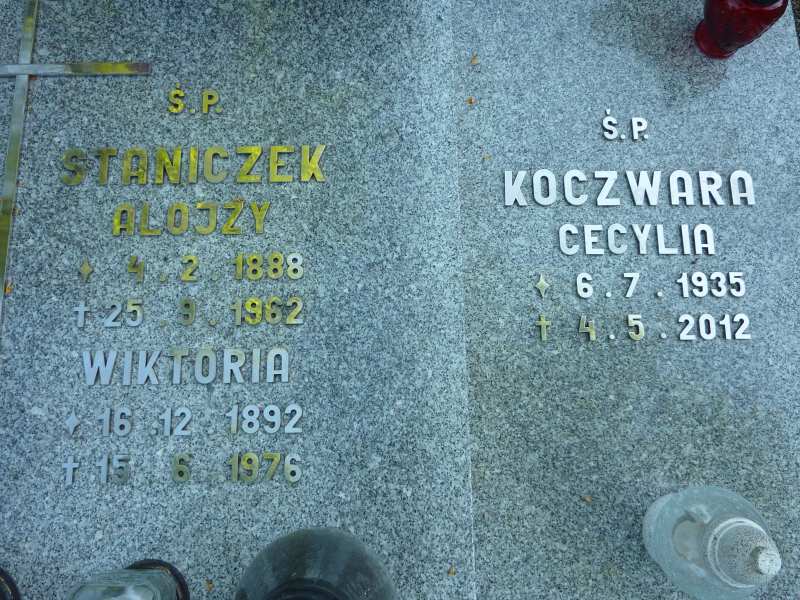 Ś.P.
STANICZEK
ALOJZY
✦ 4.2.1888
✝ 25.9.1962
WIKTORIA
✦ 16.12.1892
✝ 15.6.1976
Ś.P.
KOCZWARA
CECYLIA
✦ 6.7.1935
✝ 4.5.2012